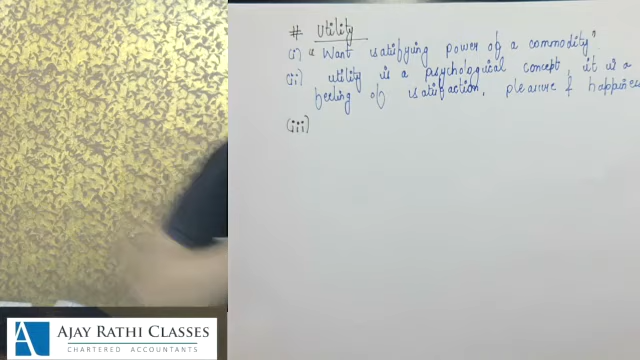 # Utility
(i) "Want satisfying power of a commodity".
(ii) utility is a psychological concept it is a
feeling of satisfaction, pleasure & happiness
(iii)
AJAY RATHI CLASSES
CHARTERED ACCOUNTANTS